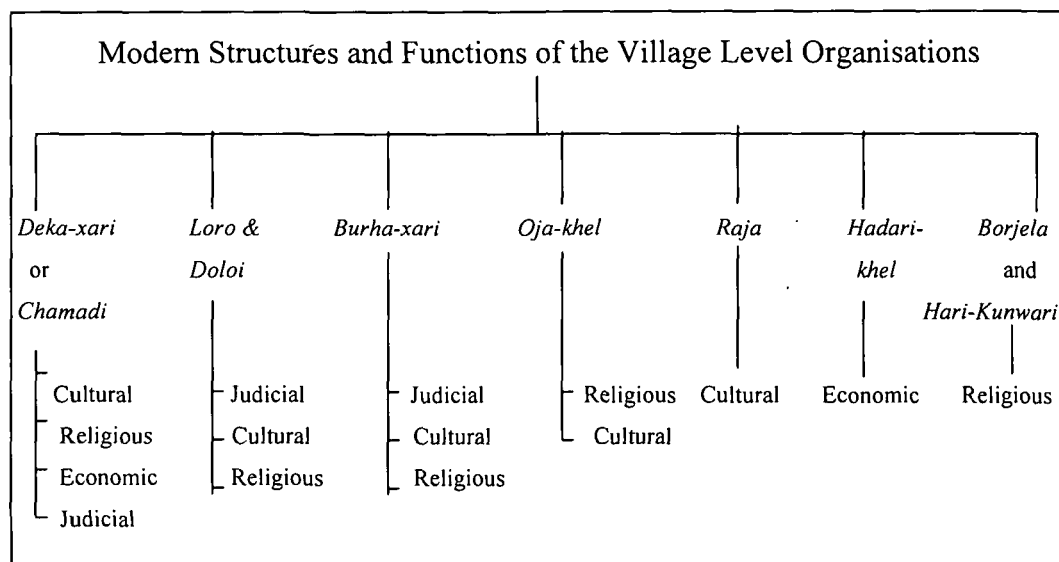 Modern Structures and Functions of the Village Level Organisations
Deka-xari
or
Chamadi
Cultural
Religious
Economic
Judicial
Loro &
Doloi
Judicial
Cultural
Religious
Burha-xari
Judicial
Cultural
Religious
Oja-khel
Religious
Cultural
Raja
Cultural
Hadari-
khel
Economic
Borjela
and
Hari-Kunwari
Religious